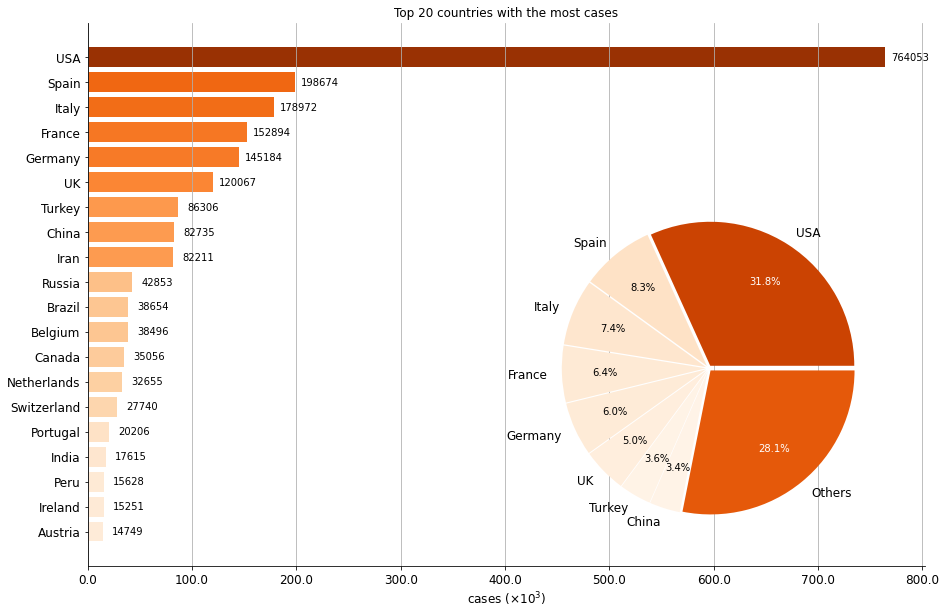 Top 20 countries with the most cases
USA 764053
Spain 198674
Italy 178972
France 152894
Germany 145184
UK 120067
Turkey 86306
China 82735
Iran 82211
Russia 42853
Brazil 38654
Belgium 38496
Canada 35056
Netherlands 32655
Switzerland 27740
Portugal 20206
India 17615
Peru 15628
Ireland 15251
Austria 14749
USA
31.8%
Spain
8.3%
Italy
7.4%
France
6.4%
Germany
6.0%
UK
5.0%
Turkey
3.6%
China
3.4%
Others
28.1%
0.0 100.0 200.0 300.0 400.0 500.0 600.0 700.0 800.0
cases (×10³)